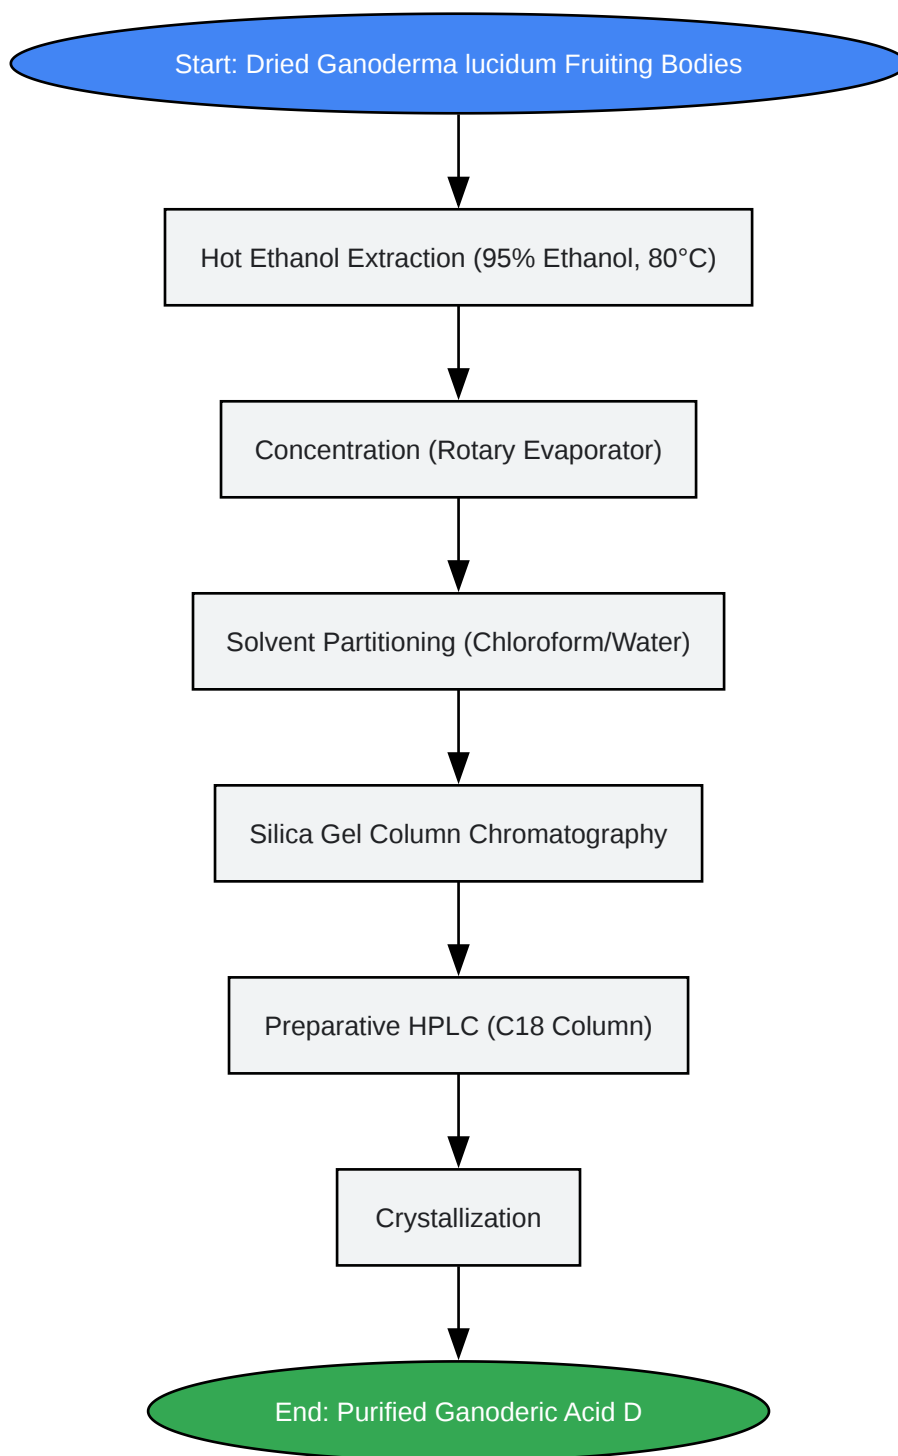 Start: Dried Ganoderma lucidum Fruiting Bodies
Hot Ethanol Extraction (95% Ethanol, 80°C)
Concentration (Rotary Evaporator)
Solvent Partitioning (Chloroform/Water)
Silica Gel Column Chromatography
Preparative HPLC (C18 Column)
Crystallization
End: Purified Ganoderic Acid D